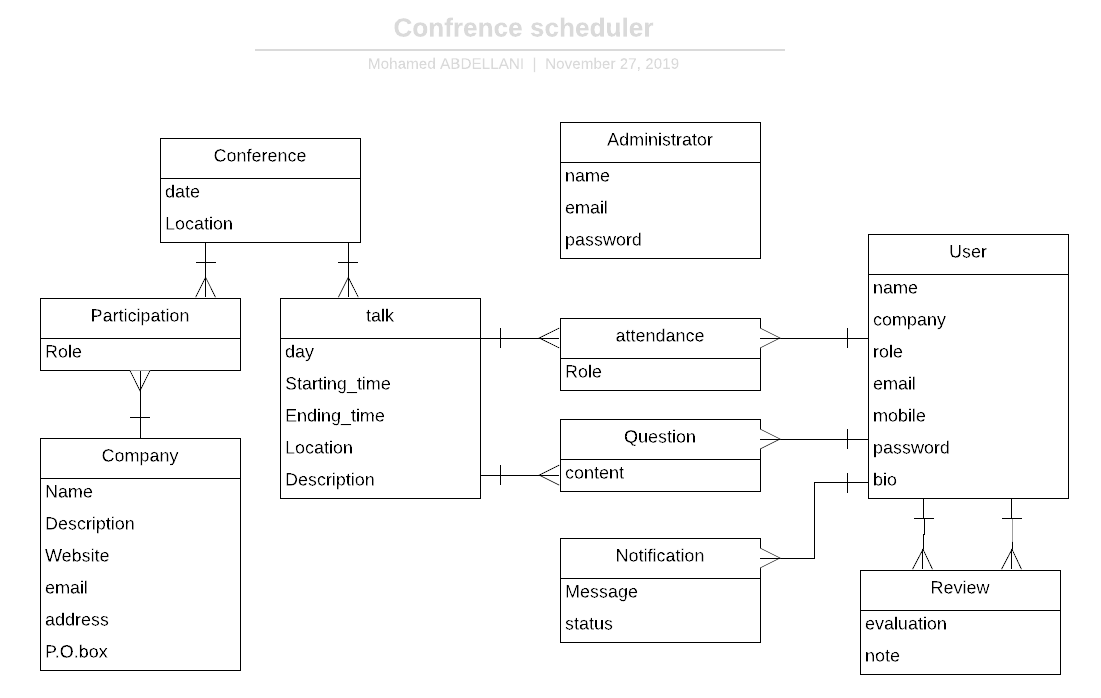 Confrence scheduler
Mohamed ABDELLANI | November 27, 2019
Conference
date
Location
Administrator
name
email
password
User
name
company
role
email
mobile
password
bio
Participation
Role
talk
day
Starting_time
Ending_time
Location
Description
attendance
Role
Question
content
Company
Name
Description
Website
email
address
P.O.box
Notification
Message
status
Review
evaluation
note